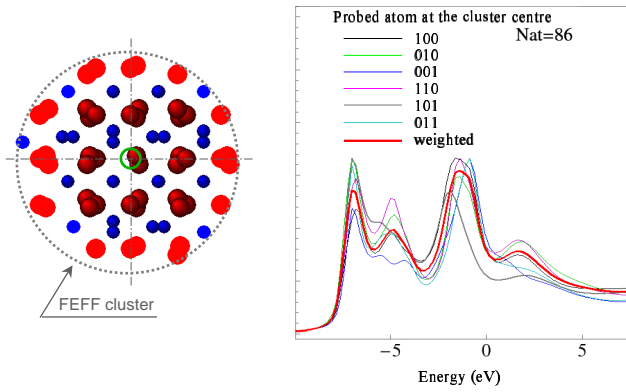 Probed atom at the cluster centre
Nat=86
100
010
001
110
101
011
weighted
FEFF cluster
−5
0
5
Energy (eV)